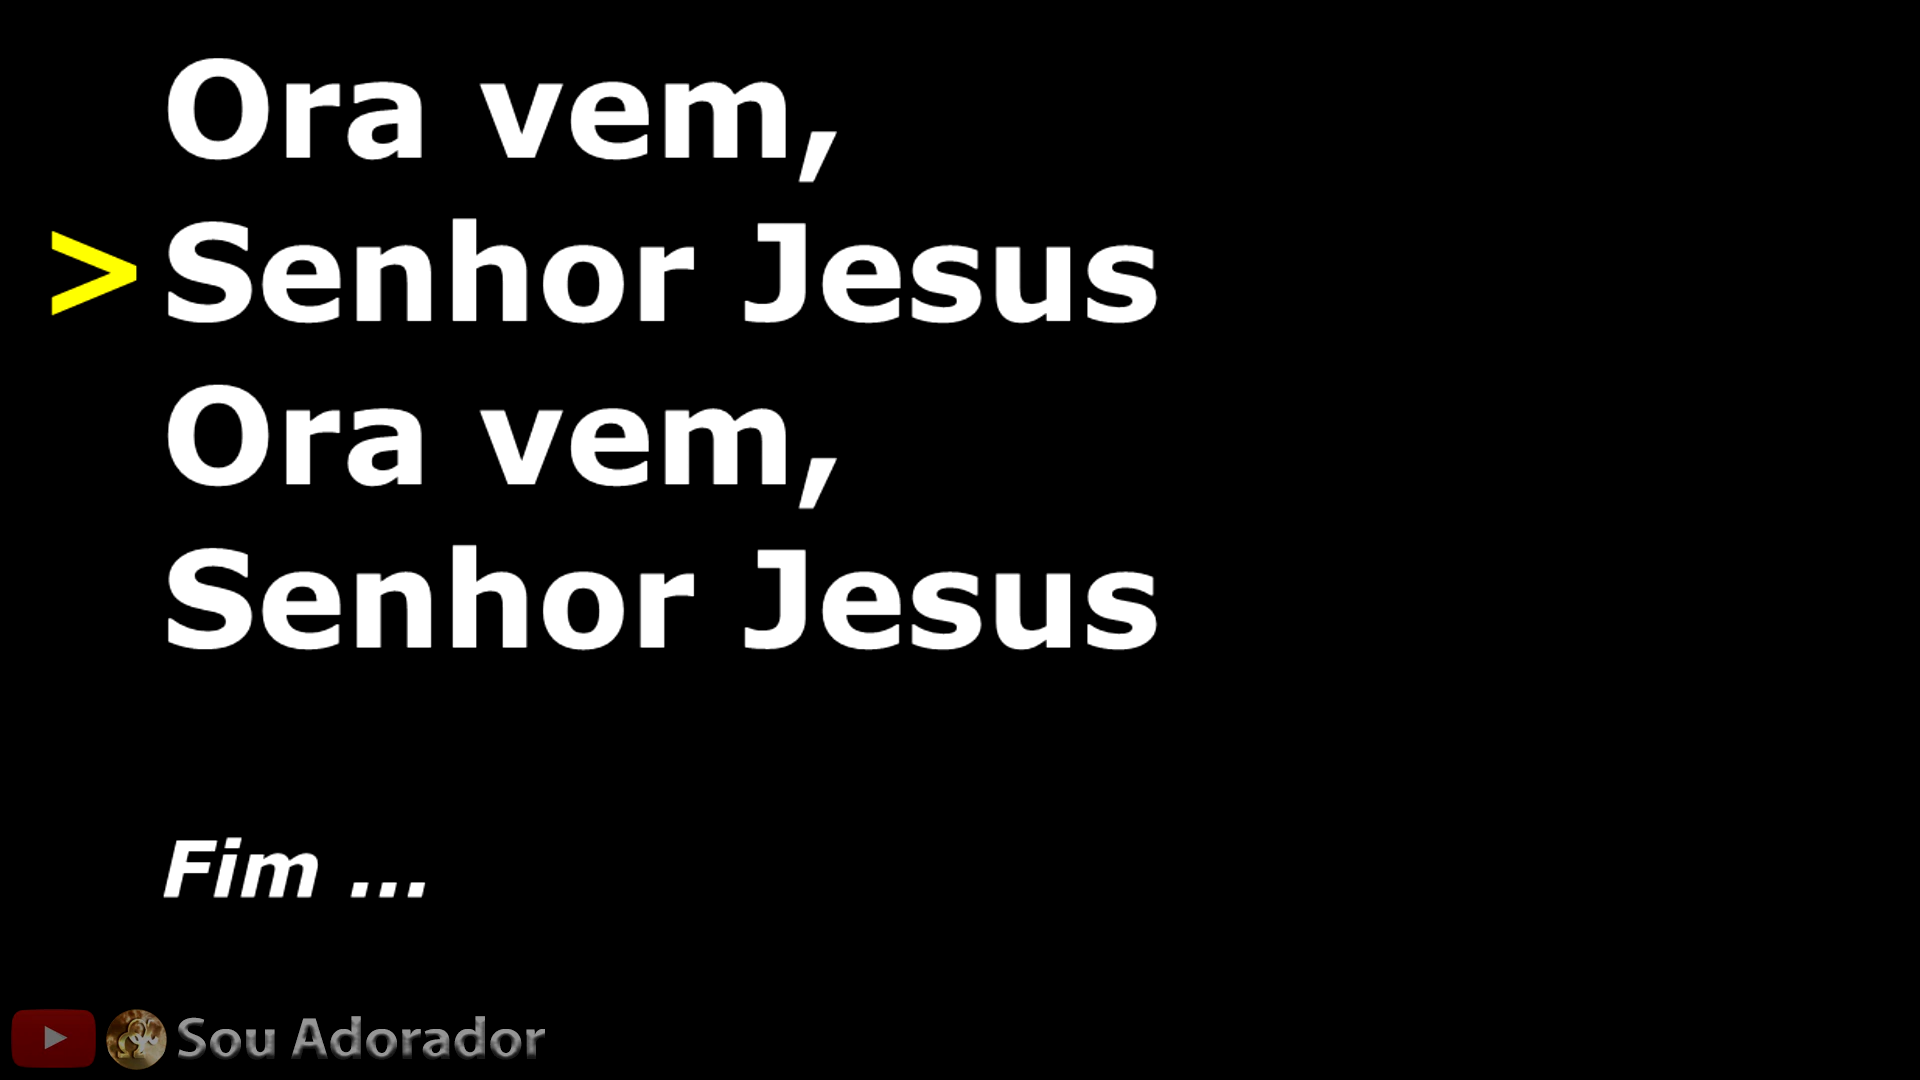 Ora vem,
> Senhor Jesus
Ora vem,
Senhor Jesus
Fim ...
Sou Adorador